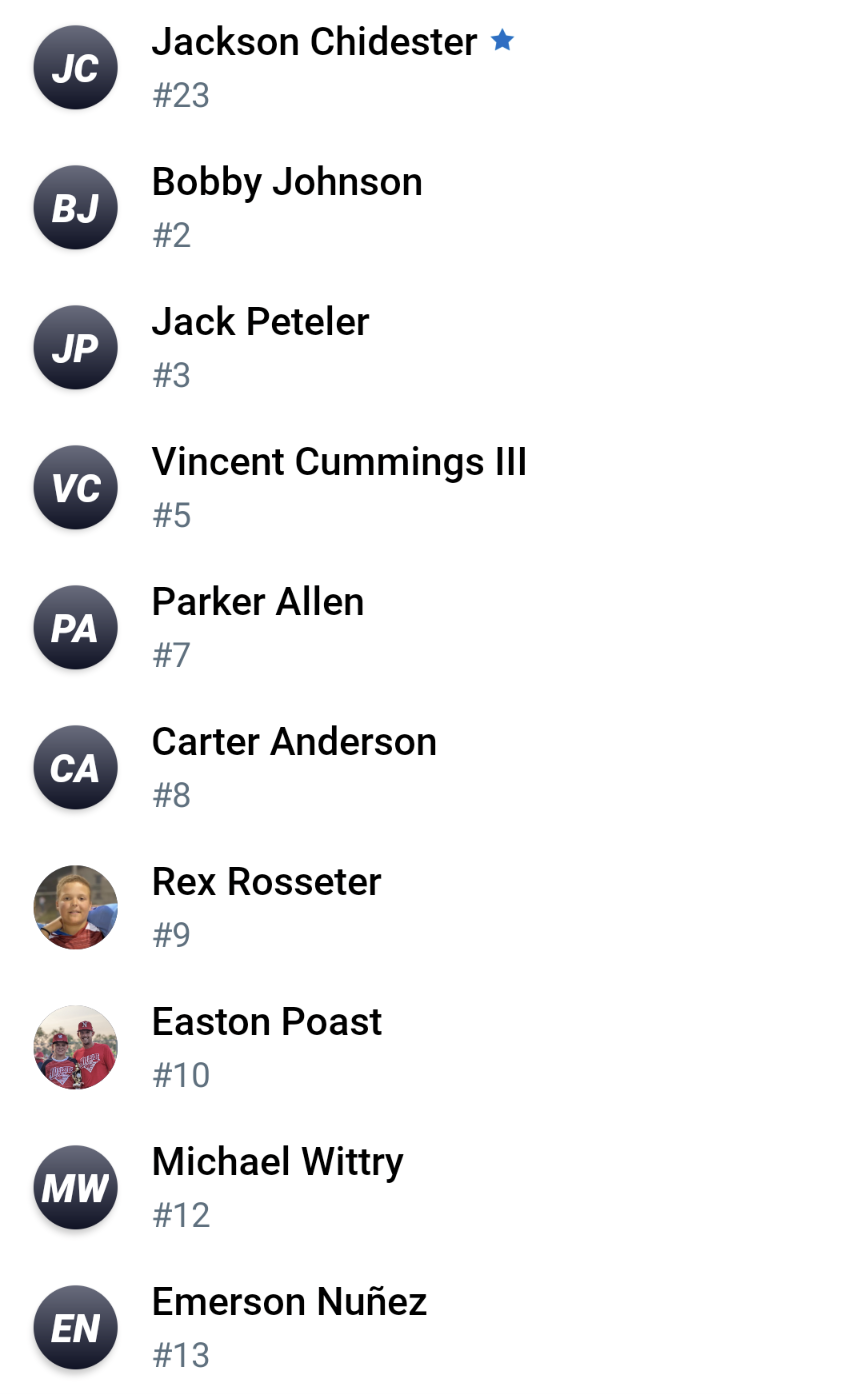 JC
Jackson Chidester
#23
BJ
Bobby Johnson
#2
JP
Jack Peteler
#3
VC
Vincent Cummings III
#5
PA
Parker Allen
#7
CA
Carter Anderson
#8
Rex Rosseter
#9
Easton Poast
#10
MW
Michael Wittry
#12
EN
Emerson Nuñez
#13